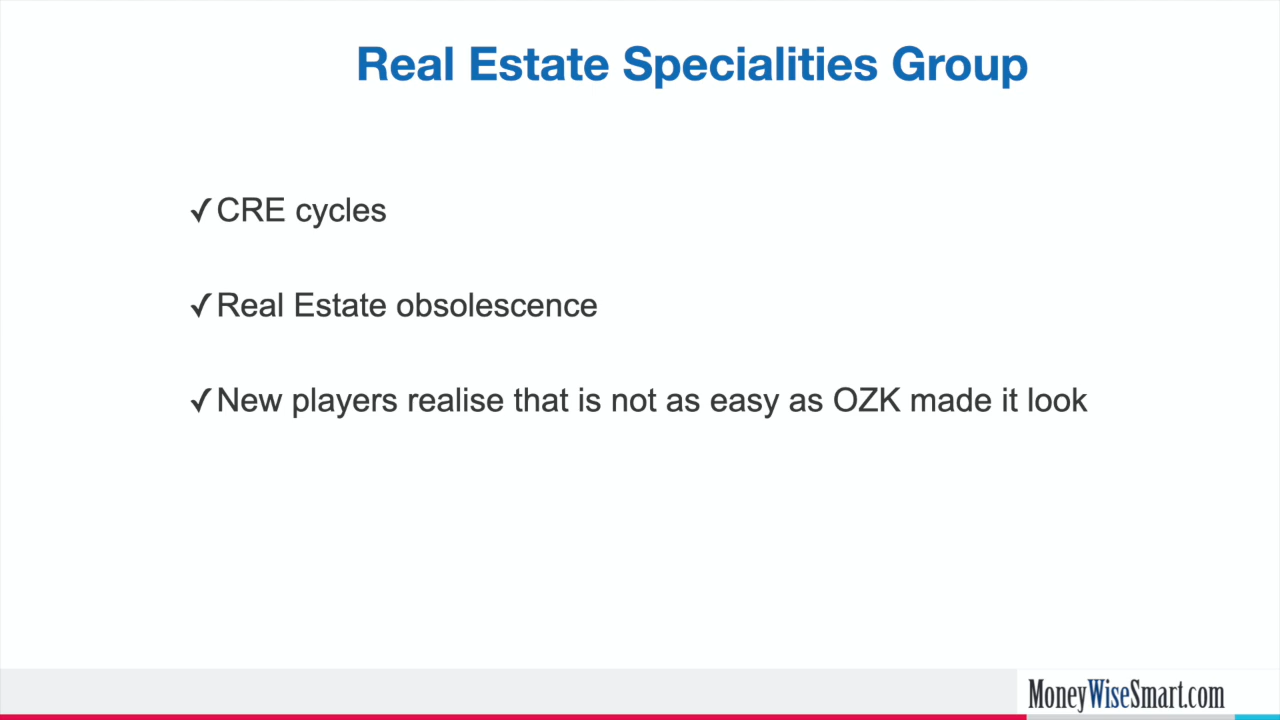 Real Estate Specialities Group
✓CRE cycles
✓Real Estate obsolescence
✓New players realise that is not as easy as OZK made it look
MoneyWiseSmart.com